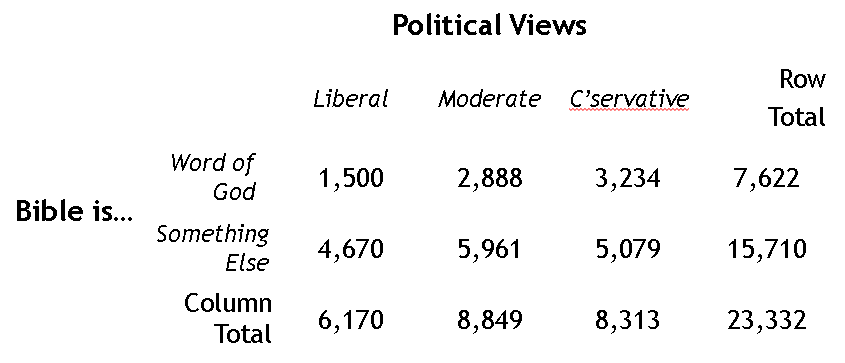 Political Views
Liberal Moderate C’servative Row
Total
Word of
God 1,500 2,888 3,234 7,622
Bible is...
Something
Else 4,670 5,961 5,079 15,710
Column
Total 6,170 8,849 8,313 23,332